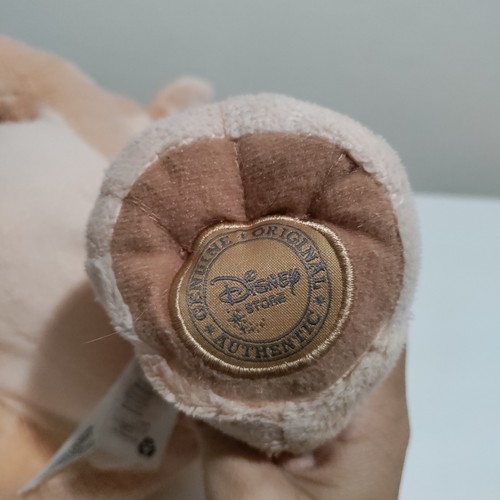 GENUINE ★ ORIGINAL
Disney
STORE
★ AUTHENTIC ★